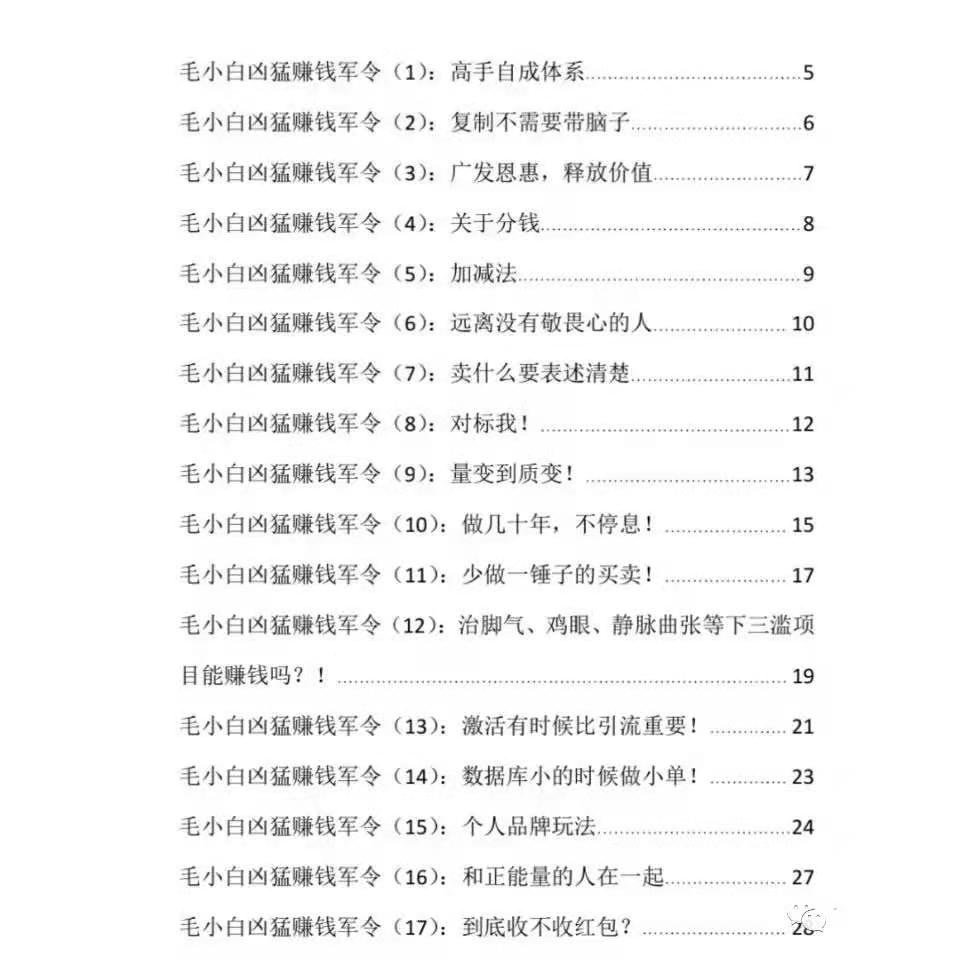 毛小白凶猛赚钱军令（1）：高手自成体系........................5
毛小白凶猛赚钱军令（2）：复制不需要带脑子........................6
毛小白凶猛赚钱军令（3）：广发恩惠，释放价值........................7
毛小白凶猛赚钱军令（4）：关于分钱........................8
毛小白凶猛赚钱军令（5）：加减法........................9
毛小白凶猛赚钱军令（6）：远离没有敬畏心的人........................10
毛小白凶猛赚钱军令（7）：卖什么要表述清楚........................11
毛小白凶猛赚钱军令（8）：对标我！........................12
毛小白凶猛赚钱军令（9）：量变到质变！........................13
毛小白凶猛赚钱军令（10）：做几十年，不停息！........................15
毛小白凶猛赚钱军令（11）：少做一锤子的买卖！........................17
毛小白凶猛赚钱军令（12）：治脚气、鸡眼、静脉曲张等下三滥项
目能赚钱吗？！........................19
毛小白凶猛赚钱军令（13）：激活有时候比引流重要！........................21
毛小白凶猛赚钱军令（14）：数据库小的时候做小单！........................23
毛小白凶猛赚钱军令（15）：个人品牌玩法........................24
毛小白凶猛赚钱军令（16）：和正能量的人在一起........................27
毛小白凶猛赚钱军令（17）：到底收不收红包？........................28